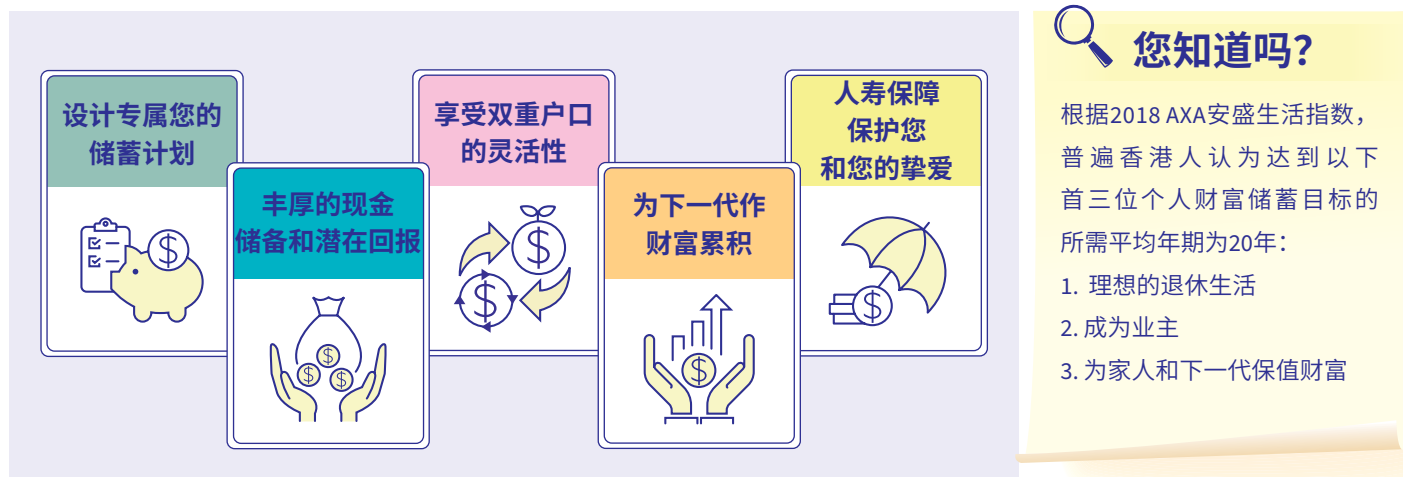 设计专属您的
储蓄计划
丰厚的现金
储备和潜在回报
享受双重户口
的灵活性
为下一代作
财富累积
人寿保障
保护您
和您的挚爱
您知道吗？
根据2018 AXA安盛生活指数，
普遍香港人认为达到以下
首三位个人财富储蓄目标的
所需平均年期为20年：
1. 理想的退休生活
2. 成为业主
3. 为家人和下一代保值财富